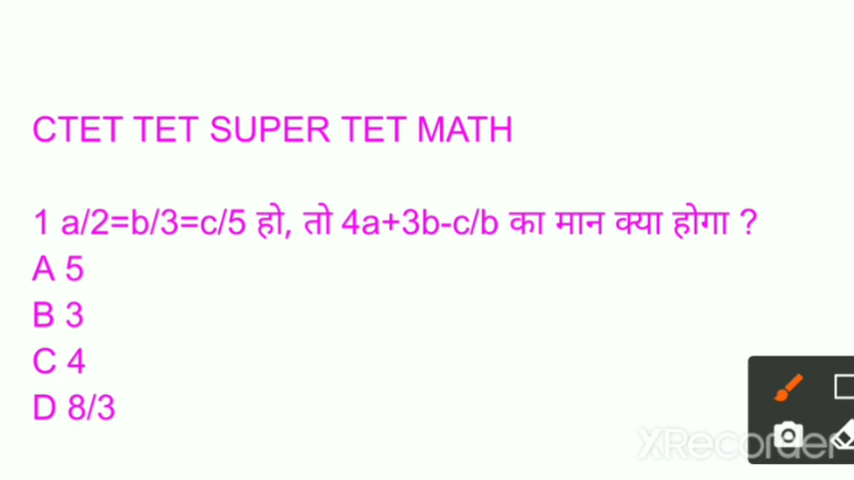 CTET TET SUPER TET MATH
1 a/2=b/3=c/5 हो, तो 4a+3b-c/b का मान क्या होगा ?
A 5
B 3
C 4
D 8/3
XRecorder